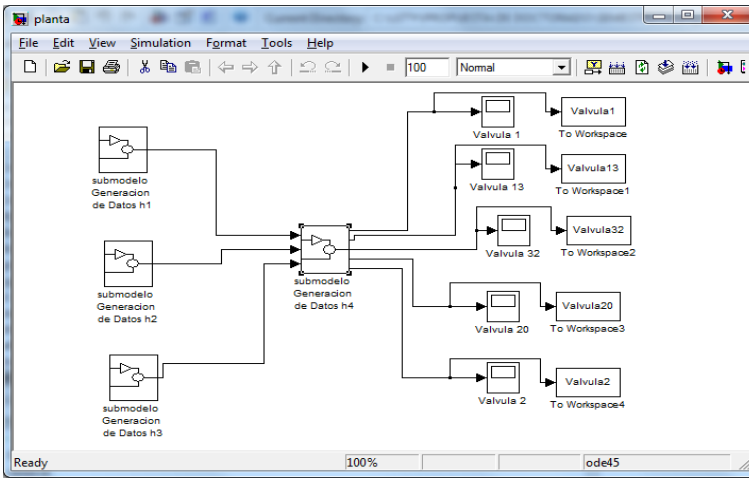 planta
File Edit View Simulation Format Tools Help
100 Normal
Valvula 1
Valvula1
To Workspace
submodelo
Generacion
de Datos h1
Valvula 13
Valvula13
To Workspace1
submodelo
Generacion
de Datos h2
submodelo
Generacion
de Datos h4
Valvula 32
Valvula32
To Workspace2
Valvula 20
Valvula20
To Workspace3
submodelo
Generacion
de Datos h3
Valvula 2
Valvula2
To Workspace4
Ready 100% ode45